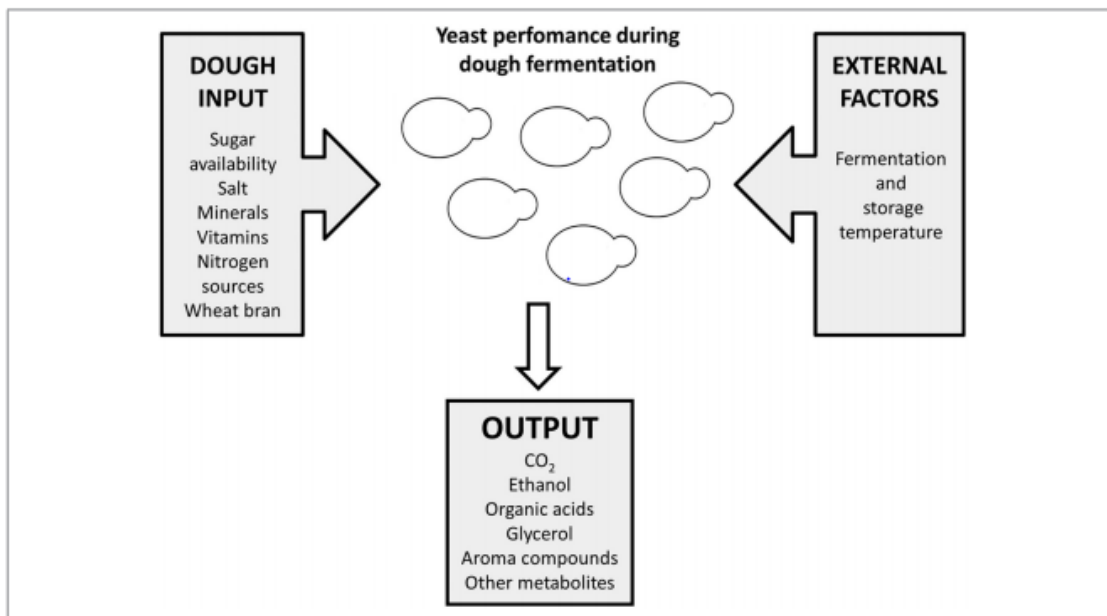 Yeast perfomance during
dough fermentation
DOUGH
INPUT
Sugar
availability
Salt
Minerals
Vitamins
Nitrogen
sources
Wheat bran
EXTERNAL
FACTORS
Fermentation
and
storage
temperature
OUTPUT
CO₂
Ethanol
Organic acids
Glycerol
Aroma compounds
Other metabolites